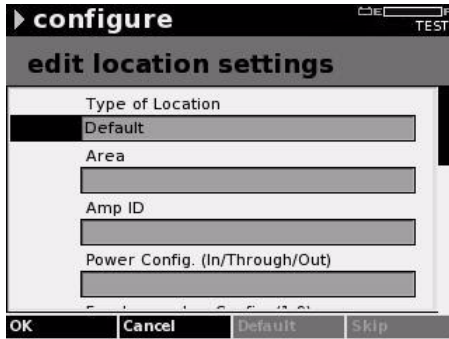 configure
E F
TEST
edit location settings
Type of Location
Default
Area
Amp ID
Power Config. (In/Through/Out)
OK Cancel Default Skip